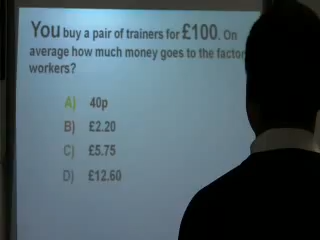 You buy a pair of trainers for £100. On
average how much money goes to the factor
workers?
A) 40p
B) £2.20
C) £5.75
D) £12.60